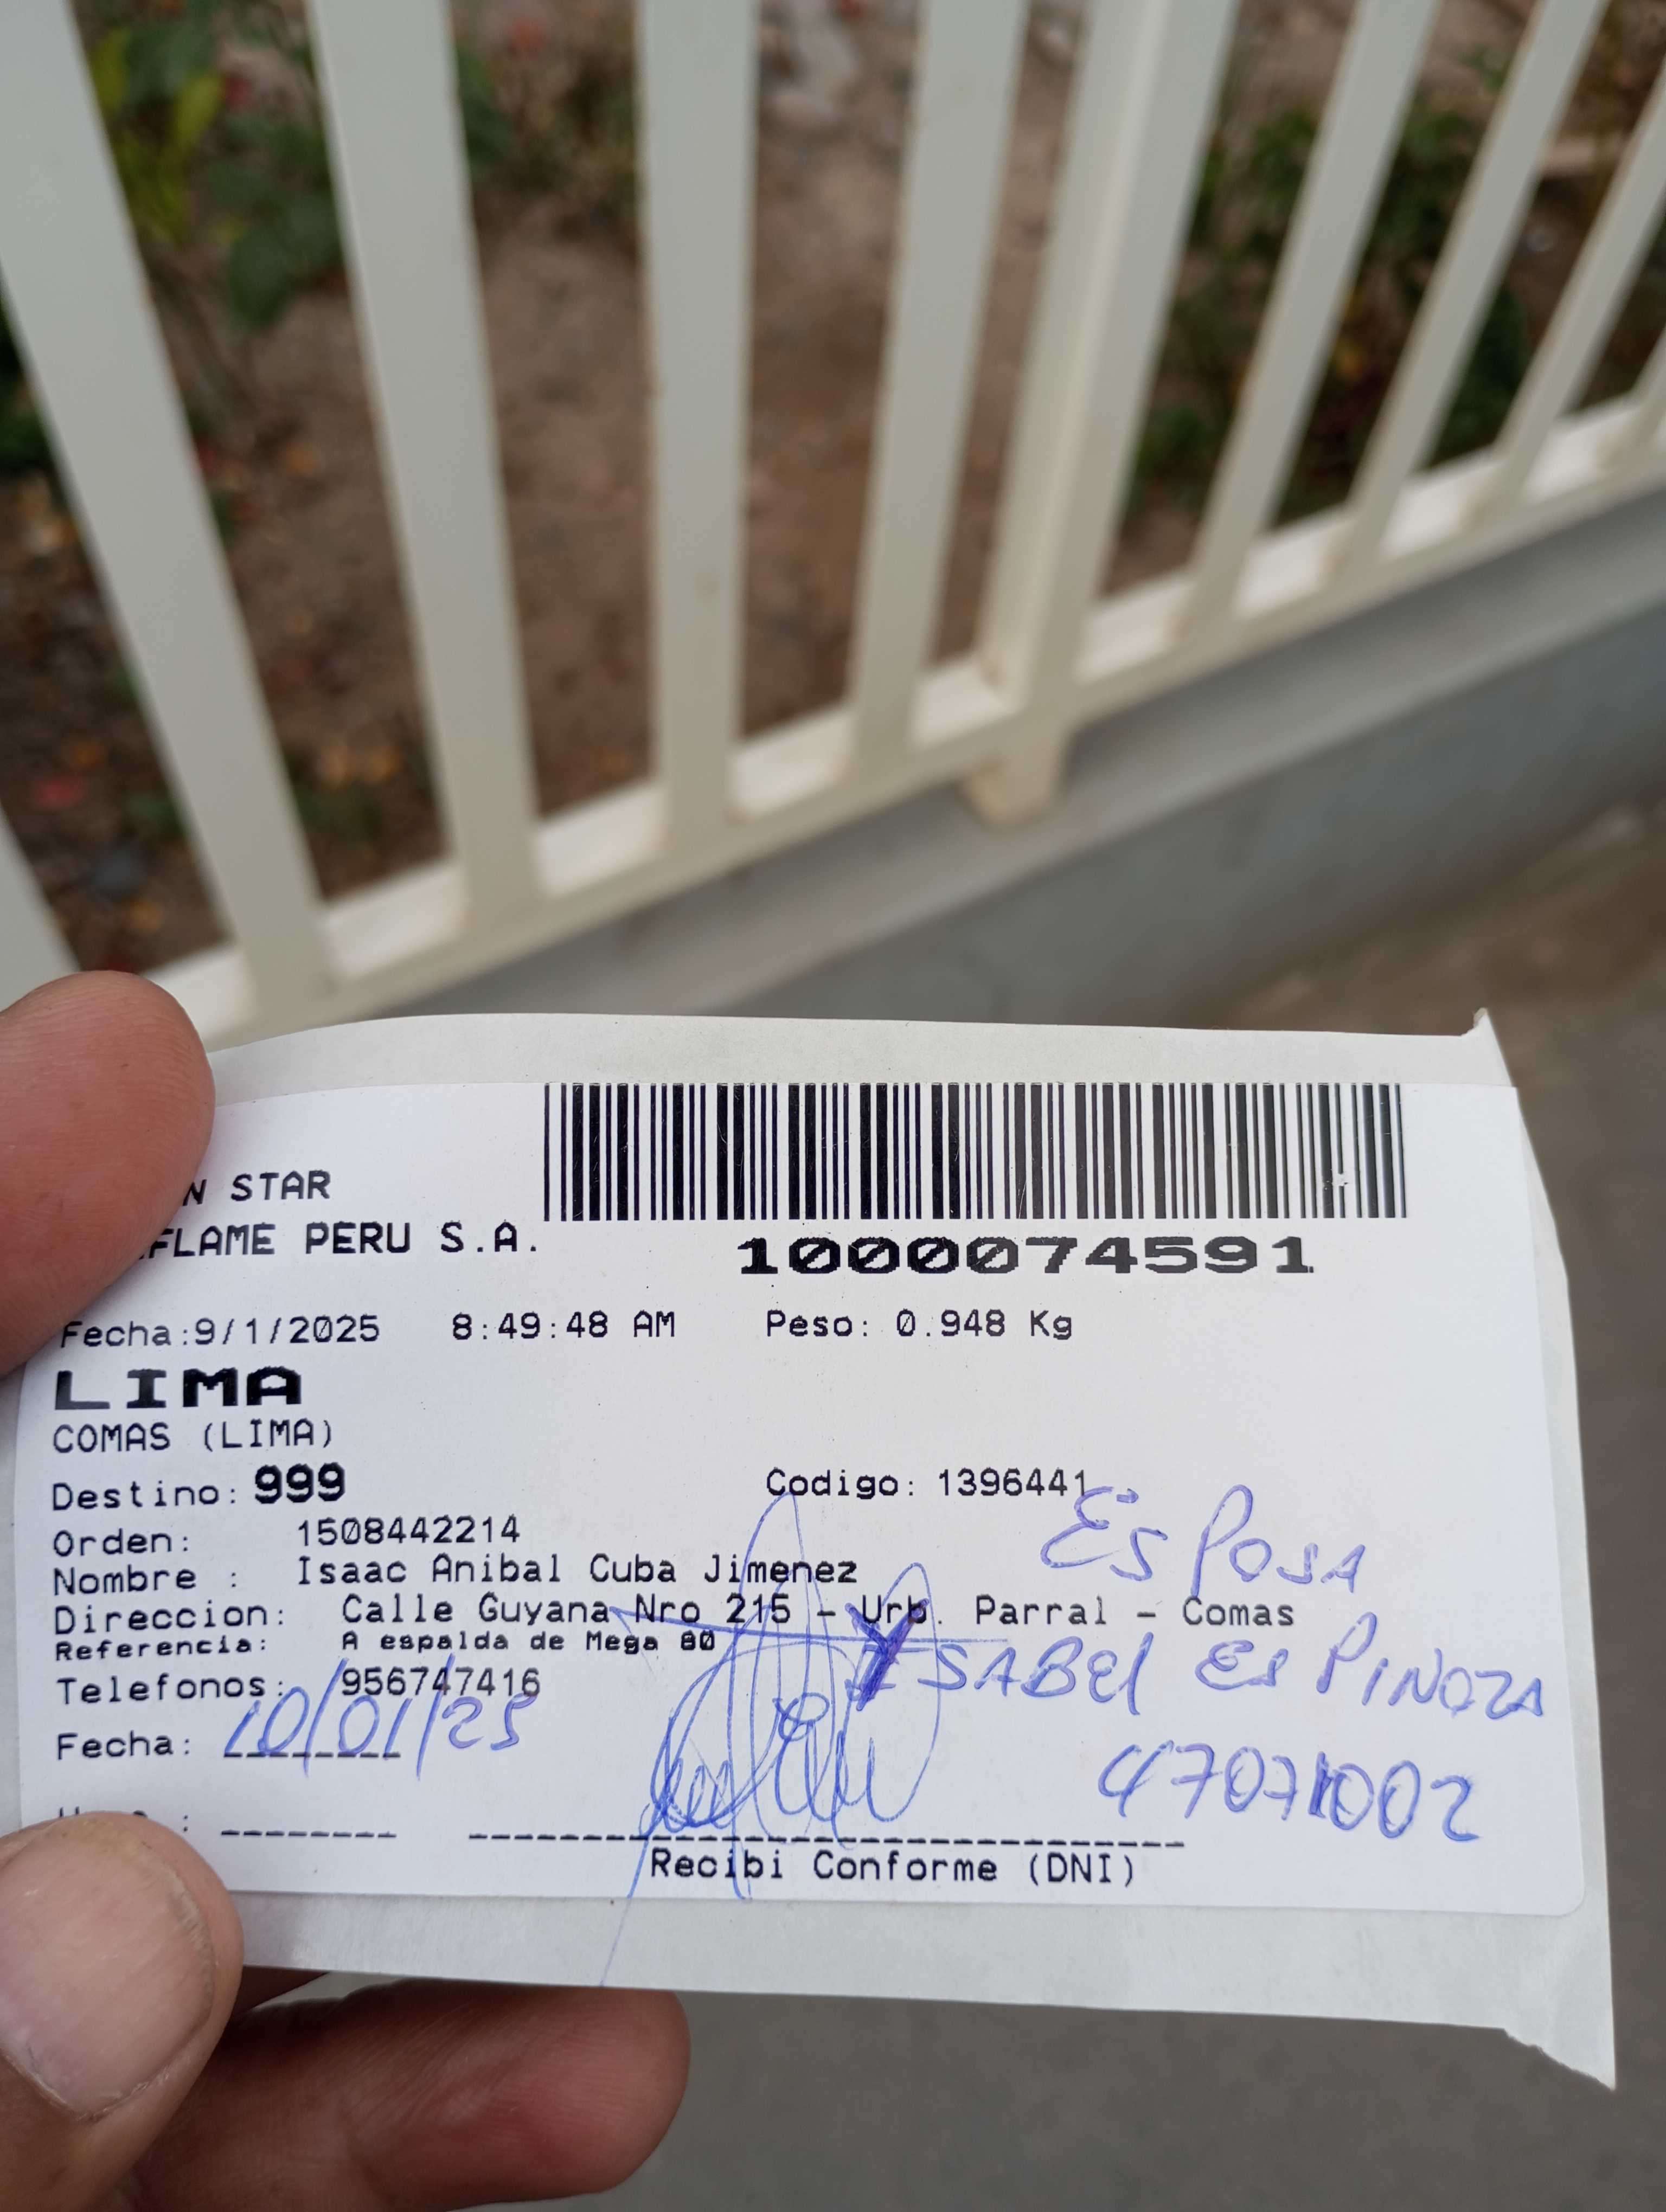 STAR
FLAME PERU S.A.
1000074591
Fecha:9/1/2025 8:49:48 AM Peso: 0.948 Kg
LIMA
COMAS (LIMA)
Destino: 999 Codigo: 1396441
Orden: 1508442214
Nombre : Isaac Anibal Cuba Jimenez
ESPOSA
Direccion: Calle Guyana Nro 215 - Urb. Parral - Comas
Referencia: A espalda de Mega 80
ISABEl EsPINOZA
Telefonos: 956747416
Fecha: 10/01/25
47071002
Recibi Conforme (DNI)